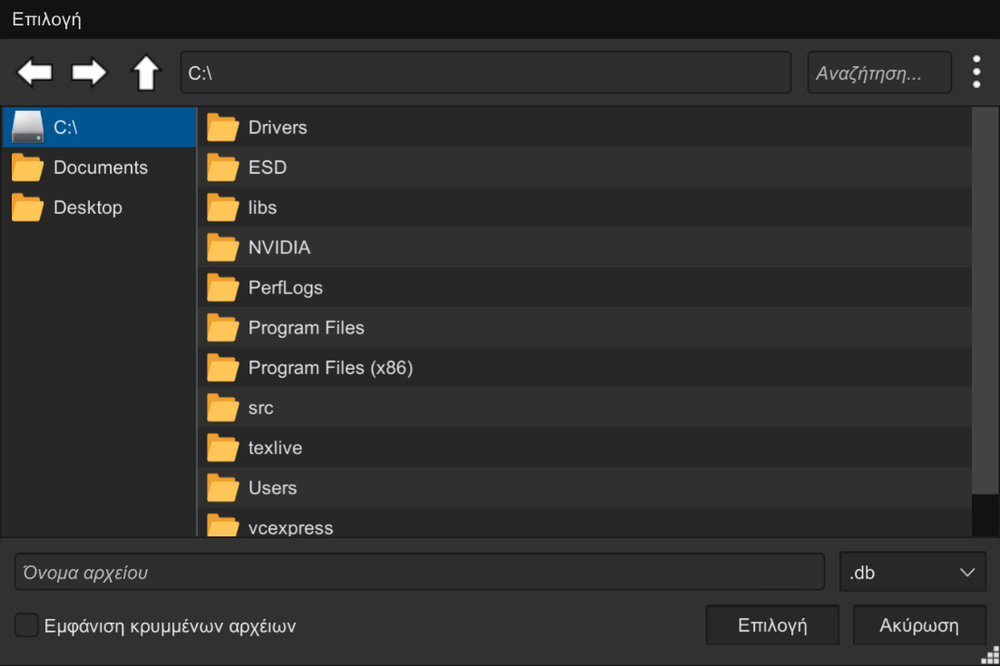 Επιλογή
C:\
Αναζήτηση...
C:\
Documents
Desktop
Drivers
ESD
libs
NVIDIA
PerfLogs
Program Files
Program Files (x86)
src
texlive
Users
vcexpress
Όνομα αρχείου
.db
Εμφάνιση κρυμμένων αρχέιων
Επιλογή
Ακύρωση